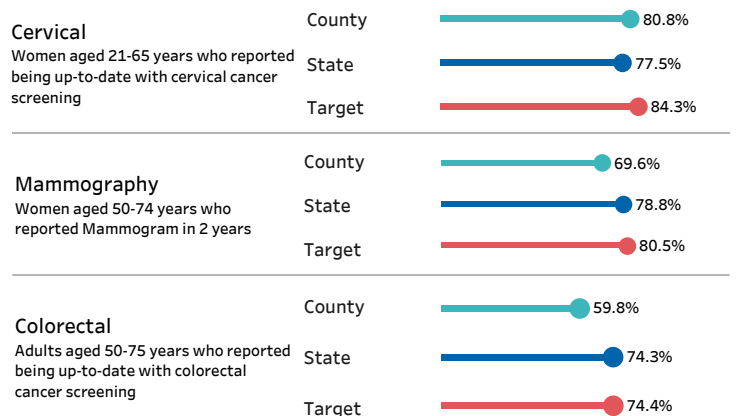 Cervical
Women aged 21-65 years who reported
being up-to-date with cervical cancer
screening
County 80.8%
State 77.5%
Target 84.3%
Mammography
Women aged 50-74 years who
reported Mammogram in 2 years
County 69.6%
State 78.8%
Target 80.5%
Colorectal
Adults aged 50-75 years who reported
being up-to-date with colorectal
cancer screening
County 59.8%
State 74.3%
Target 74.4%